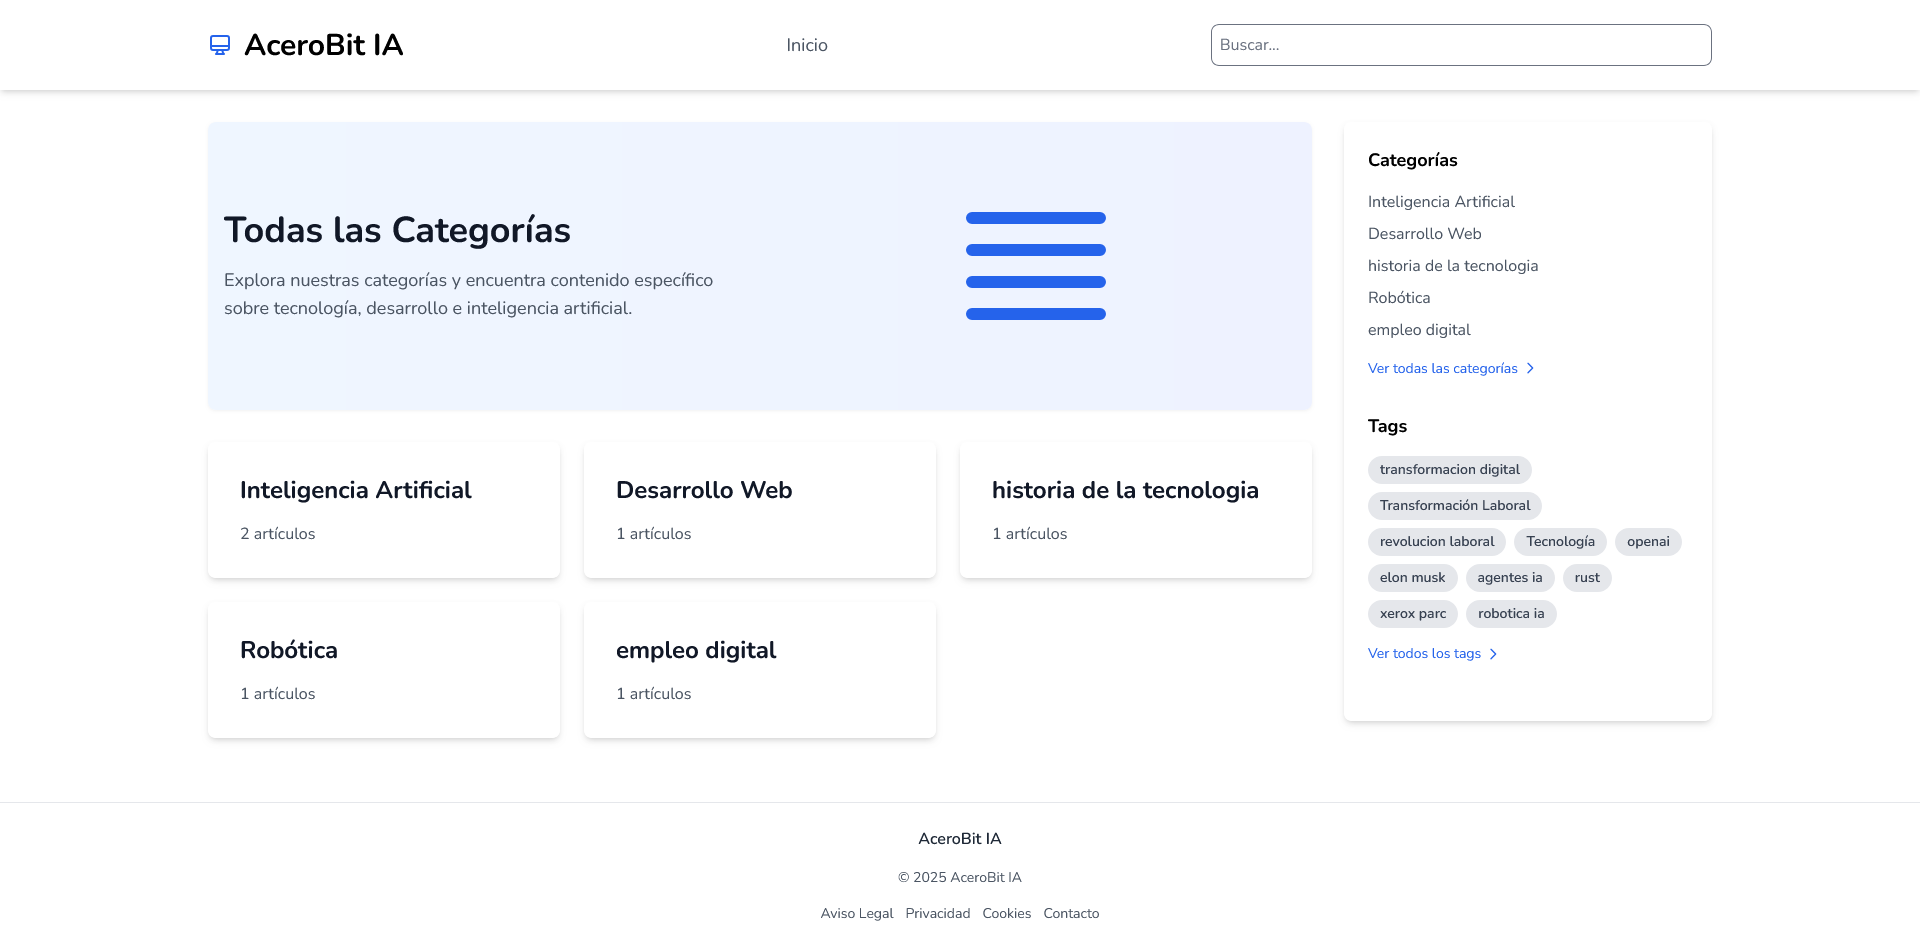 AceroBit IA
Inicio
Buscar...
Todas las Categorías
Explora nuestras categorías y encuentra contenido específico
sobre tecnología, desarrollo e inteligencia artificial.
Inteligencia Artificial
2 artículos
Desarrollo Web
1 artículos
historia de la tecnologia
1 artículos
Robótica
1 artículos
empleo digital
1 artículos
Categorías
Inteligencia Artificial
Desarrollo Web
historia de la tecnologia
Robótica
empleo digital
Ver todas las categorías
Tags
transformacion digital
Transformación Laboral
revolucion laboral Tecnología openai
elon musk agentes ia rust
xerox parc robotica ia
Ver todos los tags
AceroBit IA
© 2025 AceroBit IA
Aviso Legal Privacidad Cookies Contacto